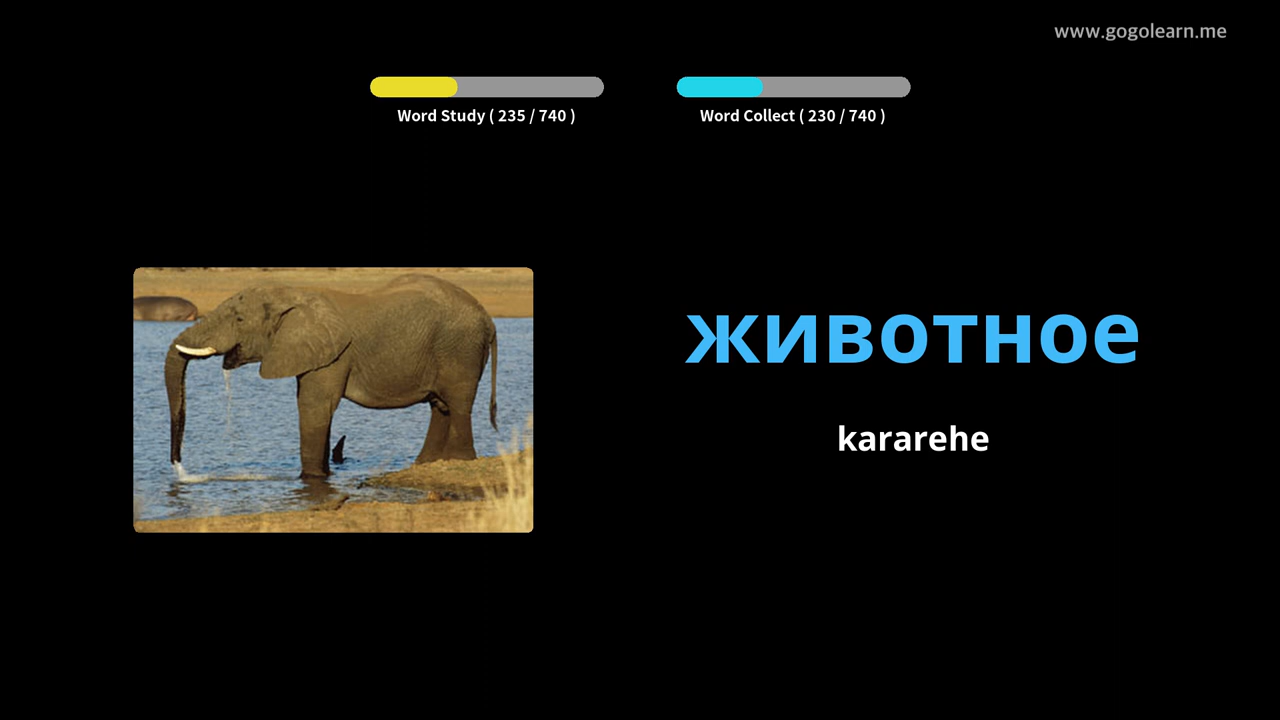 www.gogolearn.me
Word Study ( 235 / 740 )
Word Collect ( 230 / 740 )
животное
kararehe